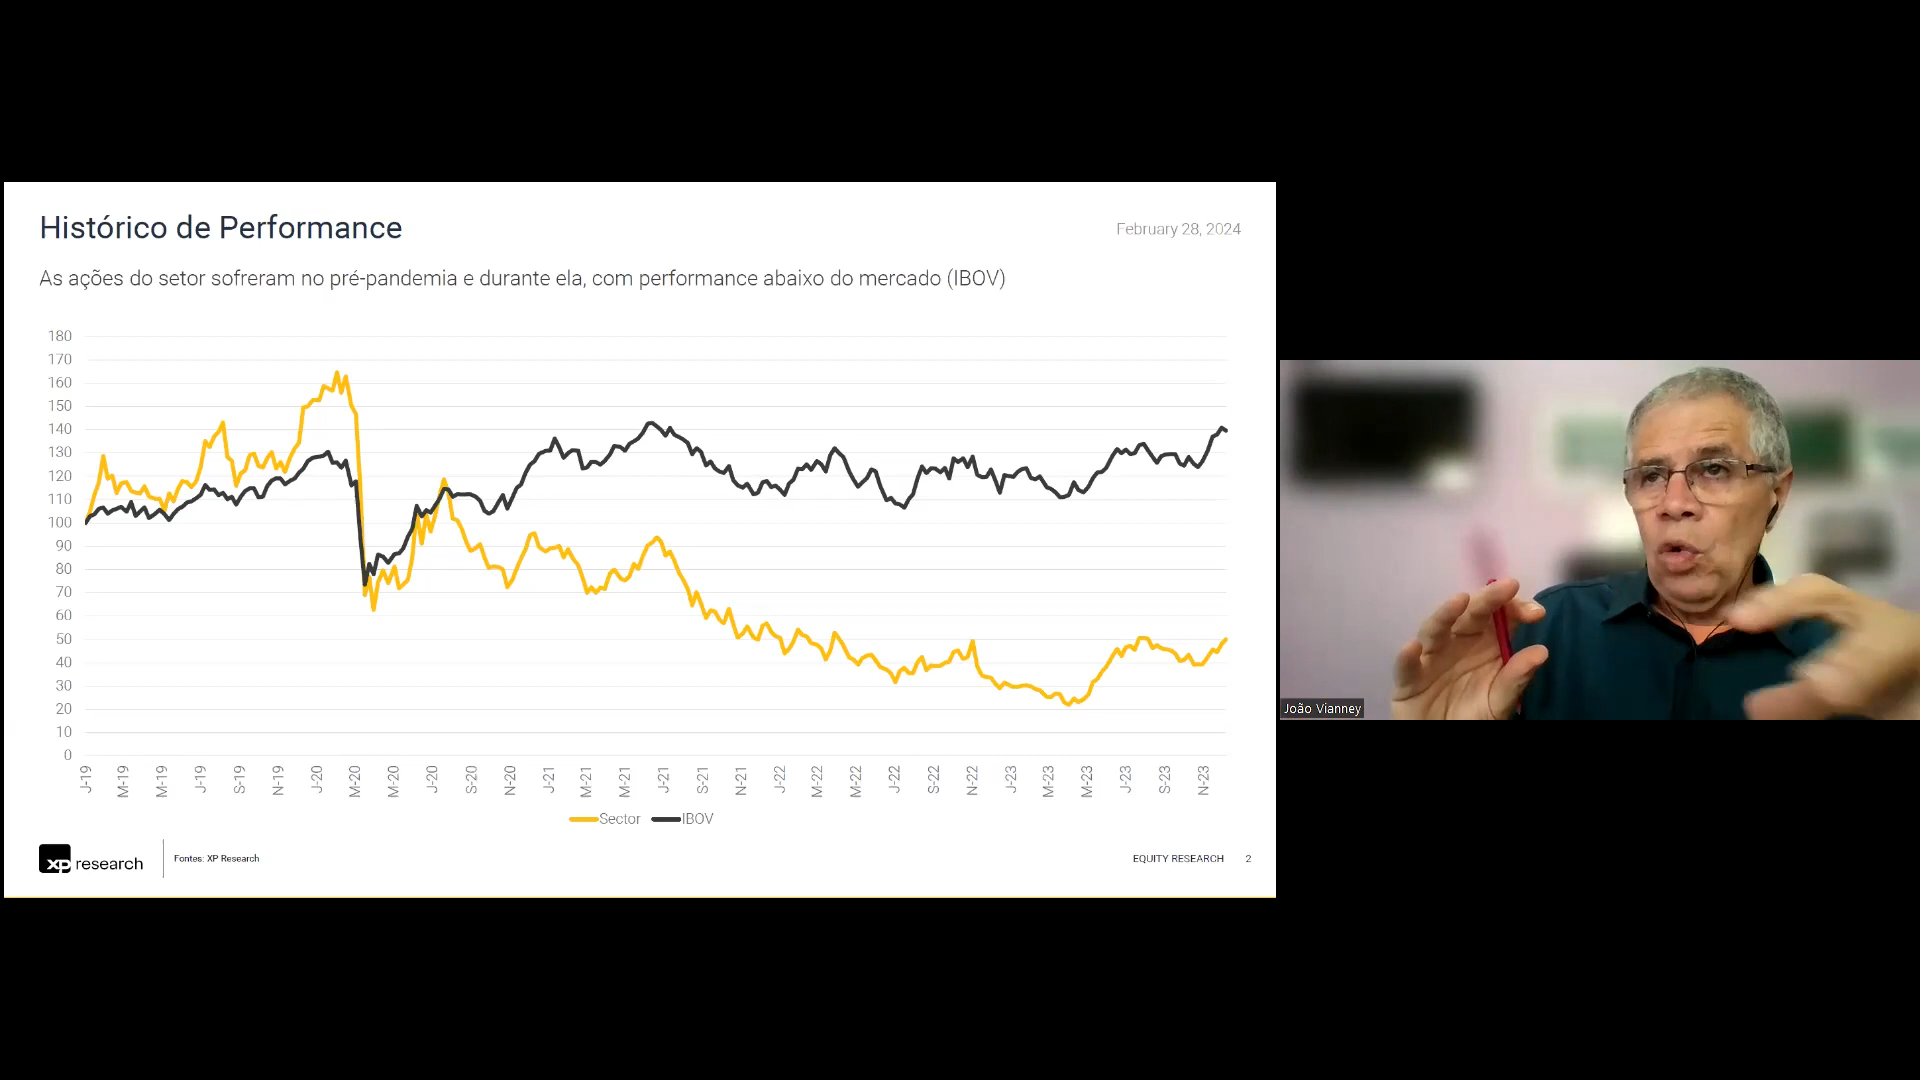 Histórico de Performance
February 28, 2024
As ações do setor sofreram no pré-pandemia e durante ela, com performance abaixo do mercado (IBOV)
180
170
160
150
140
130
120
110
100
90
80
70
60
50
40
30
20
10
0
J-19 M-19 M-19 J-19 S-19 N-19 J-20 M-20 M-20 J-20 S-20 N-20 J-21 M-21 M-21 J-21 S-21 N-21 J-22 M-22 M-22 J-22 S-22 N-22 J-23 M-23 M-23 J-23 S-23 N-23
Sector IBOV
xp research
Fontes: XP Research
EQUITY RESEARCH 2
João Vianney